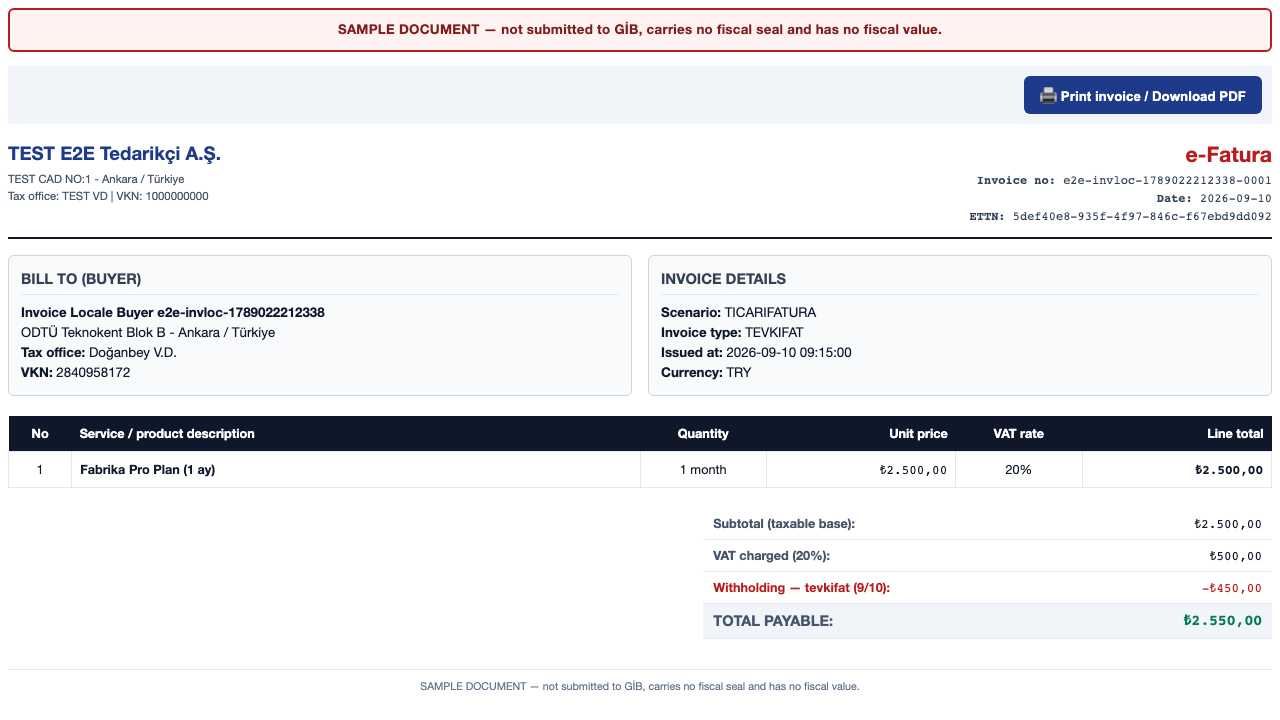 SAMPLE DOCUMENT — not submitted to GİB, carries no fiscal seal and has no fiscal value.
Print invoice / Download PDF
TEST E2E Tedarikçi A.Ş.
TEST CAD NO:1 - Ankara / Türkiye
Tax office: TEST VD | VKN: 1000000000
e-Fatura
Invoice no: e2e-invloc-1789022212338-0001
Date: 2026-09-10
ETTN: 5def40e8-935f-4f97-846c-f67ebd9dd092
BILL TO (BUYER)
Invoice Locale Buyer e2e-invloc-1789022212338
ODTÜ Teknokent Blok B - Ankara / Türkiye
Tax office: Doğanbey V.D.
VKN: 2840958172
INVOICE DETAILS
Scenario: TICARIFATURA
Invoice type: TEVKIFAT
Issued at: 2026-09-10 09:15:00
Currency: TRY
No Service / product description Quantity Unit price VAT rate Line total
1 Fabrika Pro Plan (1 ay) 1 month ₺2.500,00 20% ₺2.500,00
Subtotal (taxable base): ₺2.500,00
VAT charged (20%): ₺500,00
Withholding — tevkifat (9/10): -₺450,00
TOTAL PAYABLE: ₺2.550,00
SAMPLE DOCUMENT — not submitted to GİB, carries no fiscal seal and has no fiscal value.